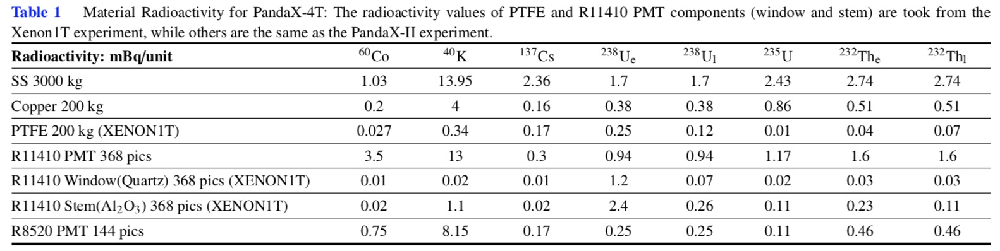 Table 1 Material Radioactivity for PandaX-4T: The radioactivity values of PTFE and R11410 PMT components (window and stem) are took from the
Xenon1T experiment, while others are the same as the PandaX-II experiment.
Radioactivity: mBq/unit ⁶⁰Co ⁴⁰K ¹³⁷Cs ²³⁸Uₑ ²³⁸Uₗ ²³⁵U ²³²Thₑ ²³²Thₗ
SS 3000 kg 1.03 13.95 2.36 1.7 1.7 2.43 2.74 2.74
Copper 200 kg 0.2 4 0.16 0.38 0.38 0.86 0.51 0.51
PTFE 200 kg (XENON1T) 0.027 0.34 0.17 0.25 0.12 0.01 0.04 0.07
R11410 PMT 368 pics 3.5 13 0.3 0.94 0.94 1.17 1.6 1.6
R11410 Window(Quartz) 368 pics (XENON1T) 0.01 0.02 0.01 1.2 0.07 0.02 0.03 0.03
R11410 Stem(Al₂O₃) 368 pics (XENON1T) 0.02 1.1 0.02 2.4 0.26 0.11 0.23 0.11
R8520 PMT 144 pics 0.75 8.15 0.17 0.25 0.25 0.11 0.46 0.46